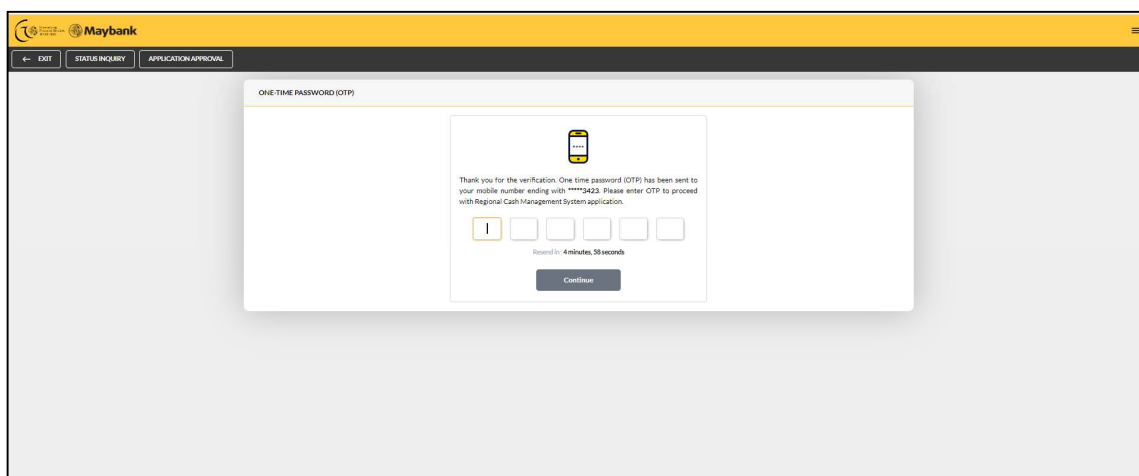 Maybank
← EXIT
STATUS INQUIRY
APPLICATION APPROVAL
ONE-TIME PASSWORD (OTP)
Thank you for the verification. One time password (OTP) has been sent to
your mobile number ending with *****3423. Please enter OTP to proceed
with Regional Cash Management System application.
Resend in : 4 minutes, 58 seconds
Continue